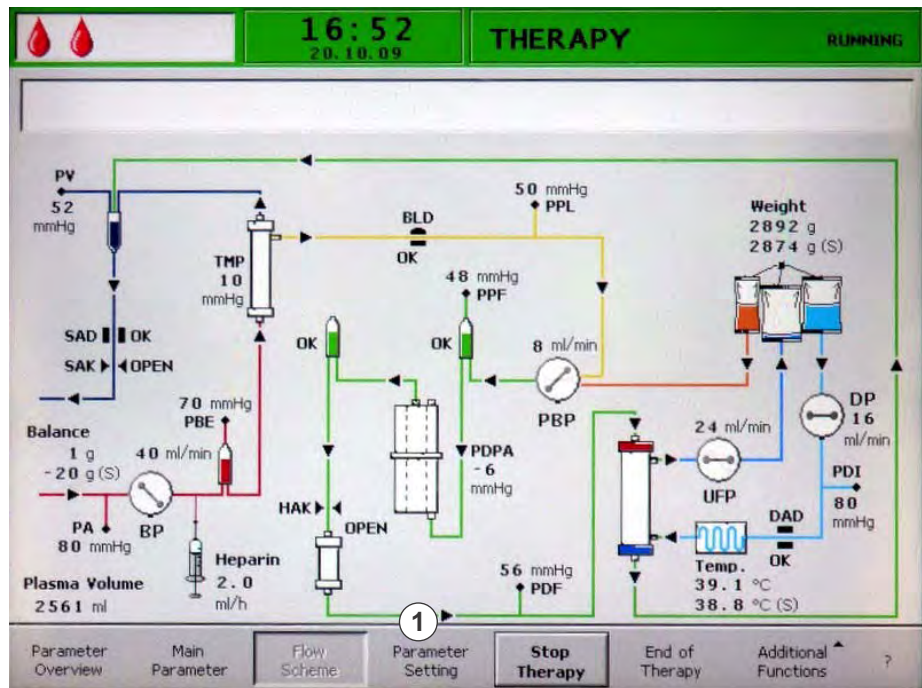 16:52
20.10.09
THERAPY
RUNNING
PV
52
mmHg
BLD
OK
50 mmHg
PPL
Weight
2892 g
2874 g (S)
TMP
10
mmHg
48 mmHg
PPF
SAD OK
SAK OPEN
OK
OK
8 ml/min
PBP
70 mmHg
PBE
DP
16
ml/min
Balance
1 g
-20 g (S)
40 ml/min
24 ml/min
UFP
PDPA
-6
mmHg
PDI
80
mmHg
HAK
OPEN
PA
80 mmHg
BP
DAD
OK
Heparin
2.0
ml/h
Temp.
39.1 °C
38.8 °C (S)
56 mmHg
PDF
Plasma Volume
2561 ml
1
Parameter
Overview
Main
Parameter
Flow
Scheme
Parameter
Setting
Stop
Therapy
End of
Therapy
Additional
Functions
?